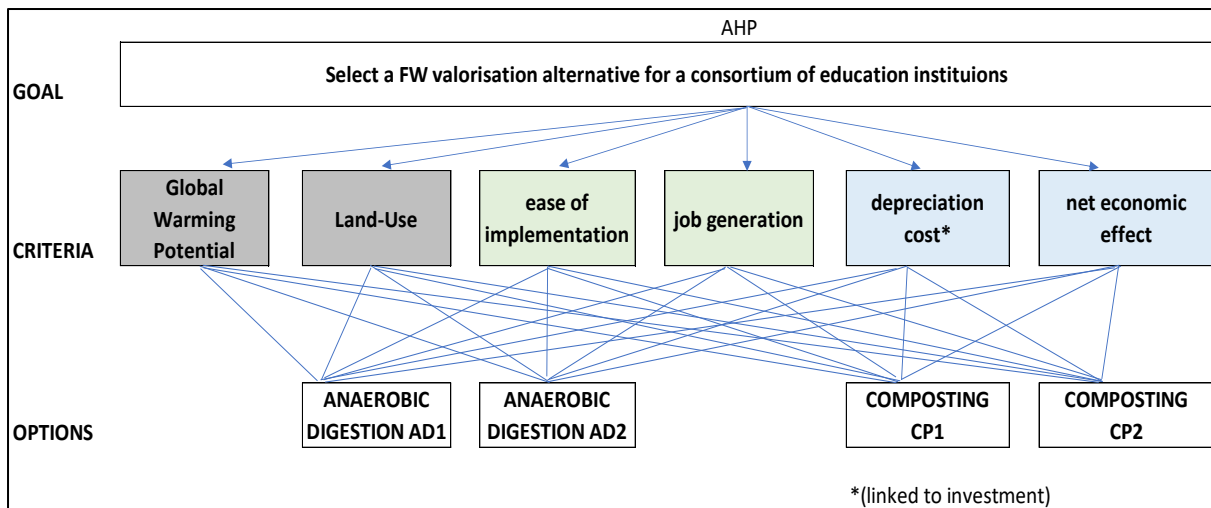 AHP
GOAL
Select a FW valorisation alternative for a consortium of education instituions
CRITERIA
Global
Warming
Potential
Land-Use
ease of
implementation
job generation
depreciation
cost*
net economic
effect
OPTIONS
ANAEROBIC
DIGESTION AD1
ANAEROBIC
DIGESTION AD2
COMPOSTING
CP1
COMPOSTING
CP2
*(linked to investment)